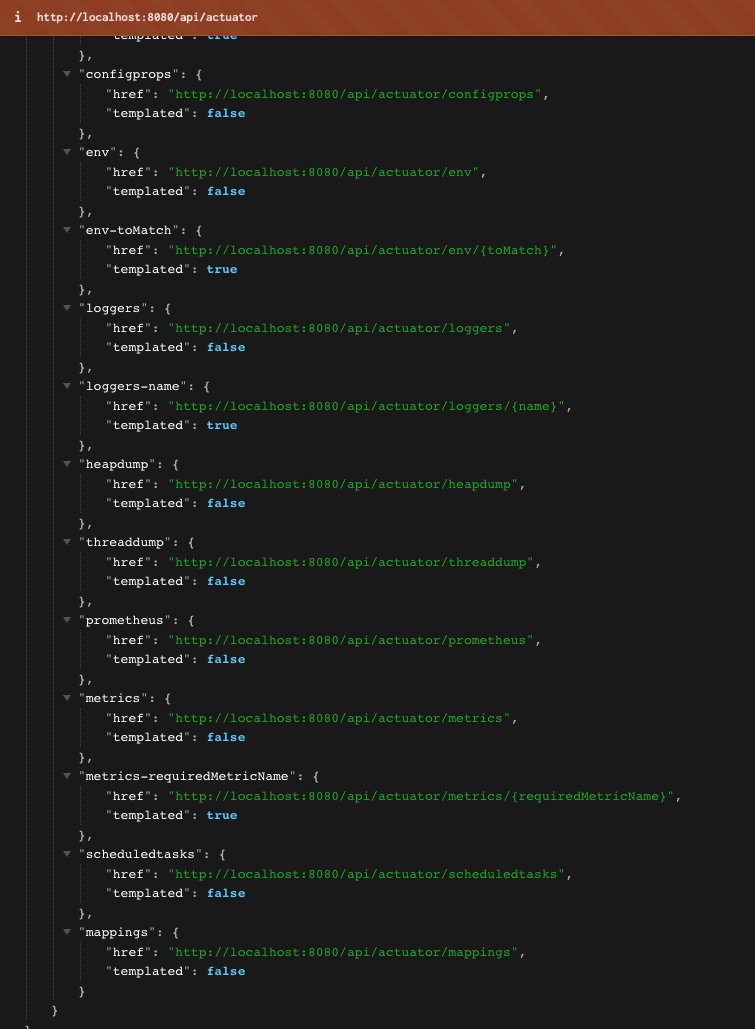 i http://localhost:8080/api/actuator
"templated": true
},
"configprops": {
"href": "http://localhost:8080/api/actuator/configprops",
"templated": false
},
"env": {
"href": "http://localhost:8080/api/actuator/env",
"templated": false
},
"env-toMatch": {
"href": "http://localhost:8080/api/actuator/env/{toMatch}",
"templated": true
},
"loggers": {
"href": "http://localhost:8080/api/actuator/loggers",
"templated": false
},
"loggers-name": {
"href": "http://localhost:8080/api/actuator/loggers/{name}",
"templated": true
},
"heapdump": {
"href": "http://localhost:8080/api/actuator/heapdump",
"templated": false
},
"threaddump": {
"href": "http://localhost:8080/api/actuator/threaddump",
"templated": false
},
"prometheus": {
"href": "http://localhost:8080/api/actuator/prometheus",
"templated": false
},
"metrics": {
"href": "http://localhost:8080/api/actuator/metrics",
"templated": false
},
"metrics-requiredMetricName": {
"href": "http://localhost:8080/api/actuator/metrics/{requiredMetricName}",
"templated": true
},
"scheduledtasks": {
"href": "http://localhost:8080/api/actuator/scheduledtasks",
"templated": false
},
"mappings": {
"href": "http://localhost:8080/api/actuator/mappings",
"templated": false
}
}
}